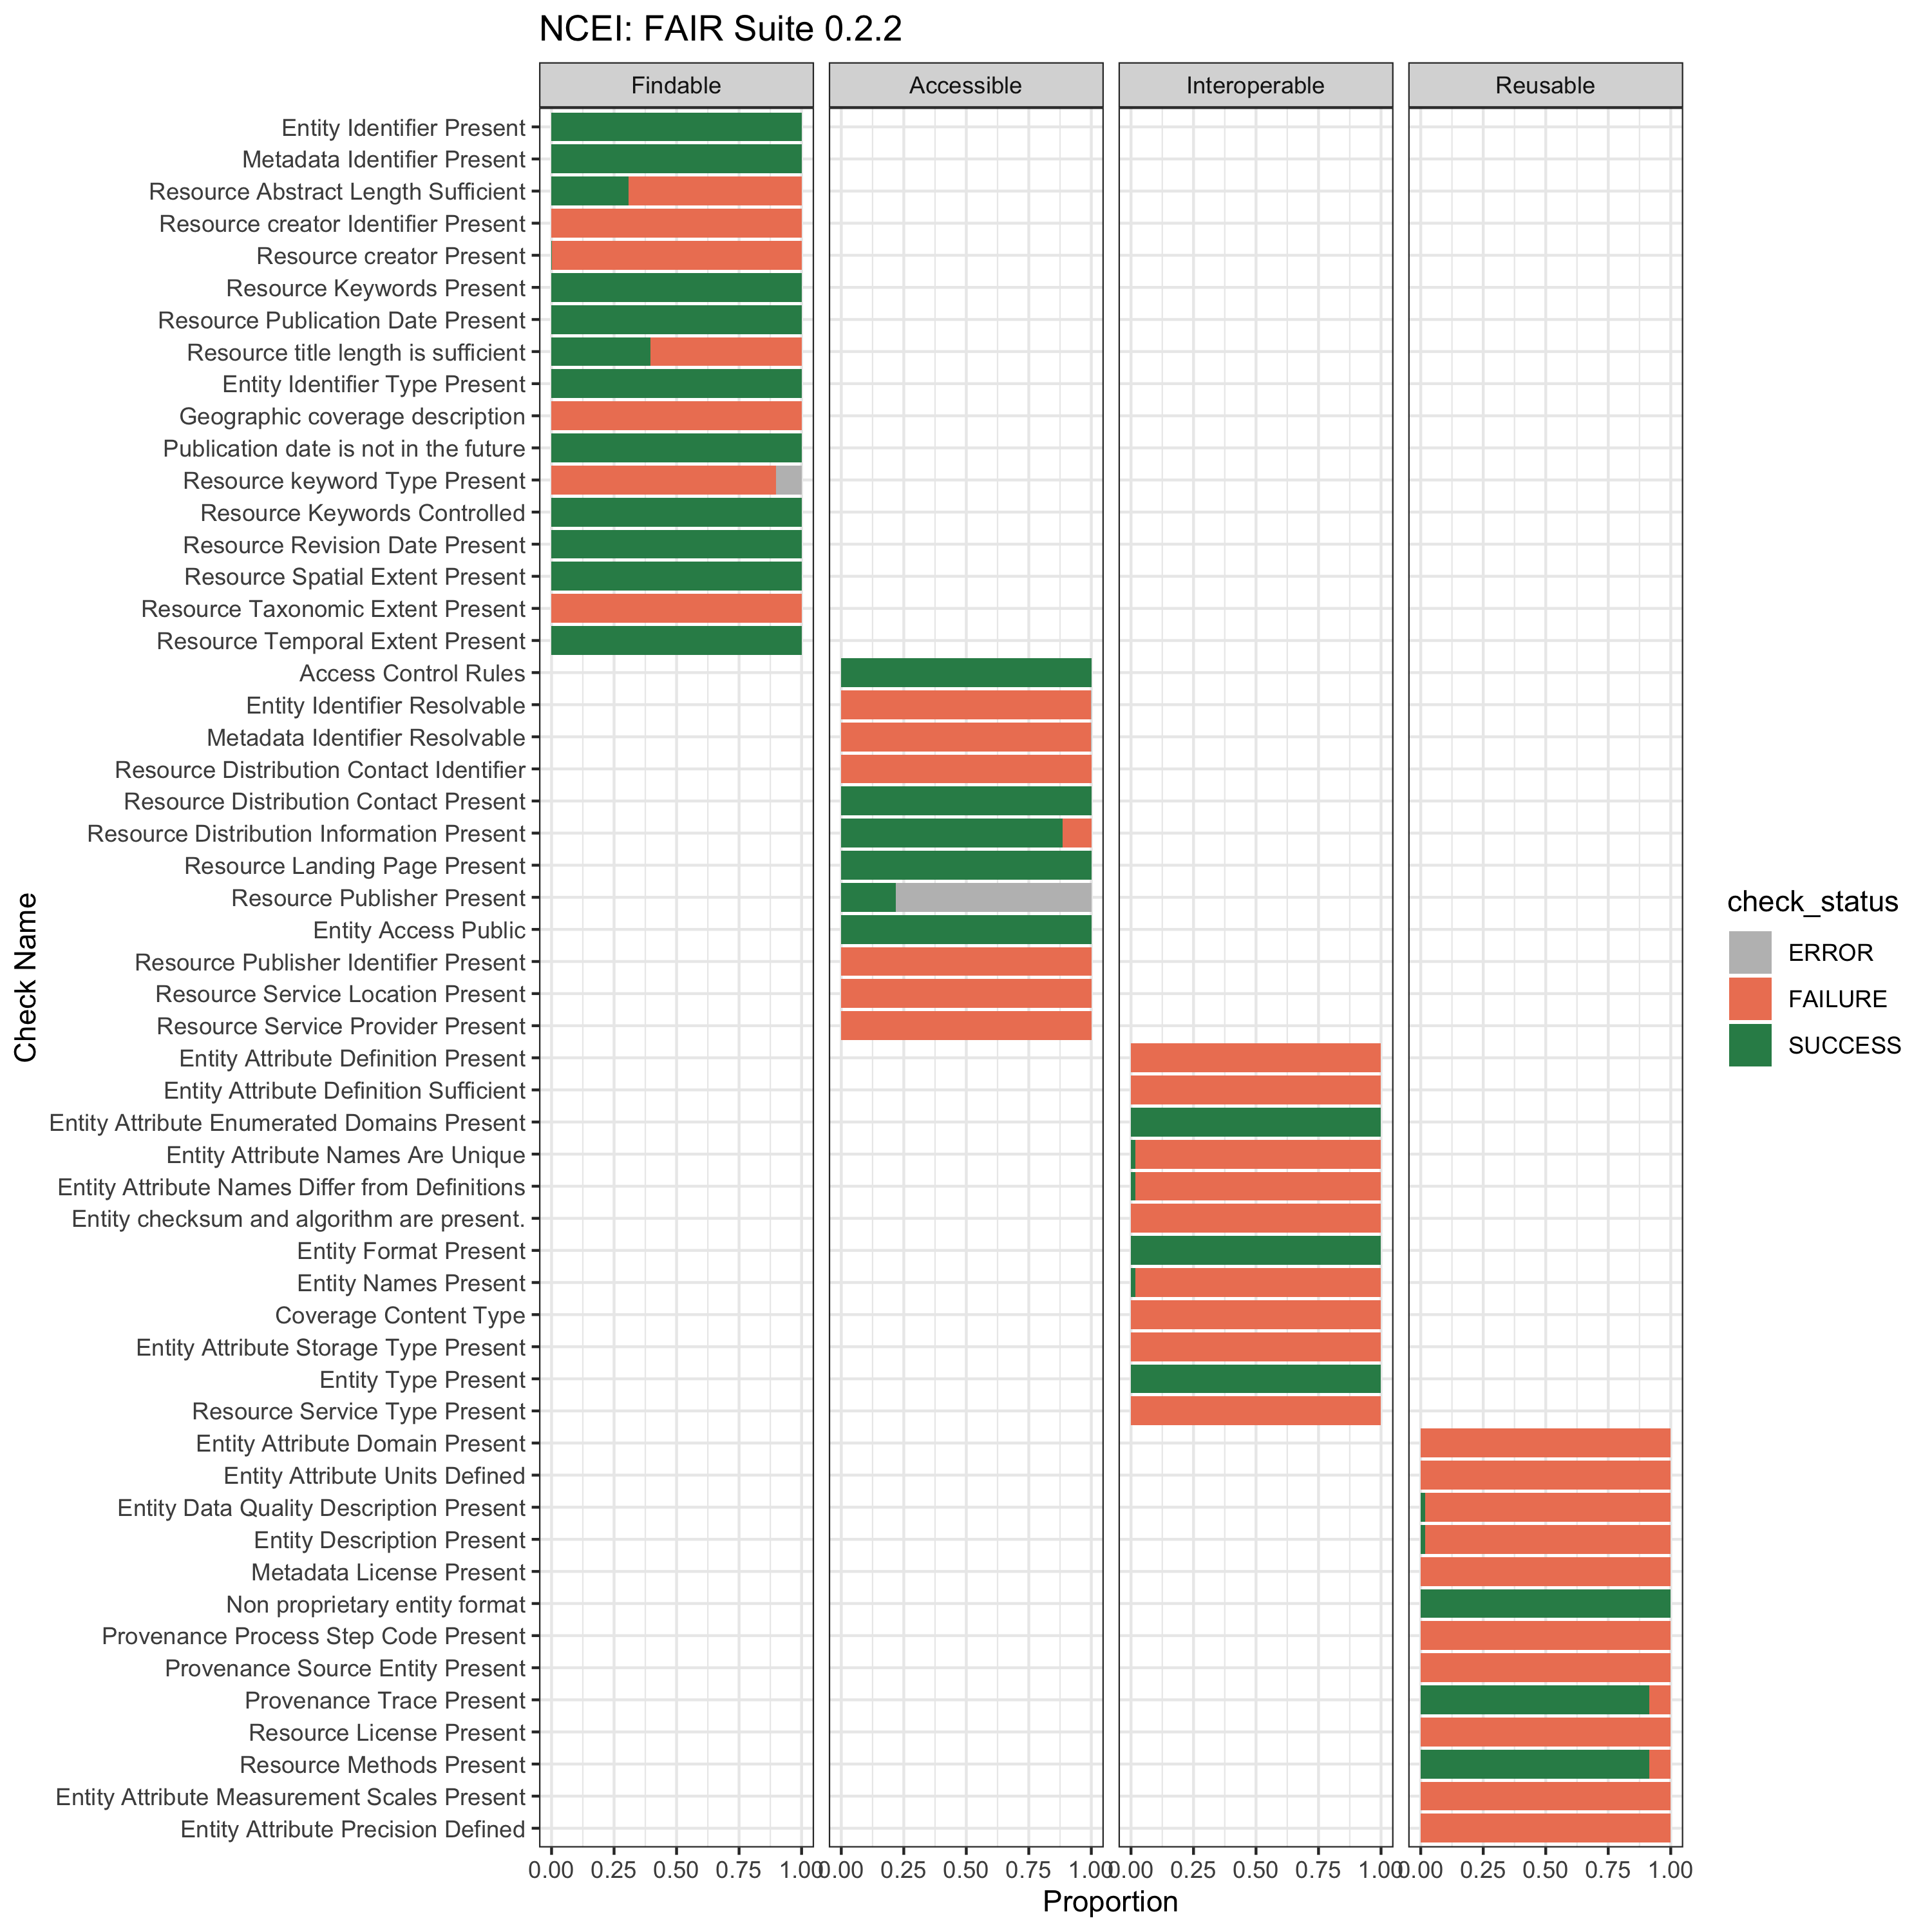 NCEI: FAIR Suite 0.2.2
Findable
Accessible
Interoperable
Reusable
Check Name
Entity Identifier Present
Metadata Identifier Present
Resource Abstract Length Sufficient
Resource creator Identifier Present
Resource creator Present
Resource Keywords Present
Resource Publication Date Present
Resource title length is sufficient
Entity Identifier Type Present
Geographic coverage description
Publication date is not in the future
Resource keyword Type Present
Resource Keywords Controlled
Resource Revision Date Present
Resource Spatial Extent Present
Resource Taxonomic Extent Present
Resource Temporal Extent Present
Access Control Rules
Entity Identifier Resolvable
Metadata Identifier Resolvable
Resource Distribution Contact Identifier
Resource Distribution Contact Present
Resource Distribution Information Present
Resource Landing Page Present
Resource Publisher Present
Entity Access Public
Resource Publisher Identifier Present
Resource Service Location Present
Resource Service Provider Present
Entity Attribute Definition Present
Entity Attribute Definition Sufficient
Entity Attribute Enumerated Domains Present
Entity Attribute Names Are Unique
Entity Attribute Names Differ from Definitions
Entity checksum and algorithm are present.
Entity Format Present
Entity Names Present
Coverage Content Type
Entity Attribute Storage Type Present
Entity Type Present
Resource Service Type Present
Entity Attribute Domain Present
Entity Attribute Units Defined
Entity Data Quality Description Present
Entity Description Present
Metadata License Present
Non proprietary entity format
Provenance Process Step Code Present
Provenance Source Entity Present
Provenance Trace Present
Resource License Present
Resource Methods Present
Entity Attribute Measurement Scales Present
Entity Attribute Precision Defined
0.00 0.25 0.50 0.75 1.00
0.00 0.25 0.50 0.75 1.00
0.00 0.25 0.50 0.75 1.00
0.00 0.25 0.50 0.75 1.00
Proportion
check_status
ERROR
FAILURE
SUCCESS